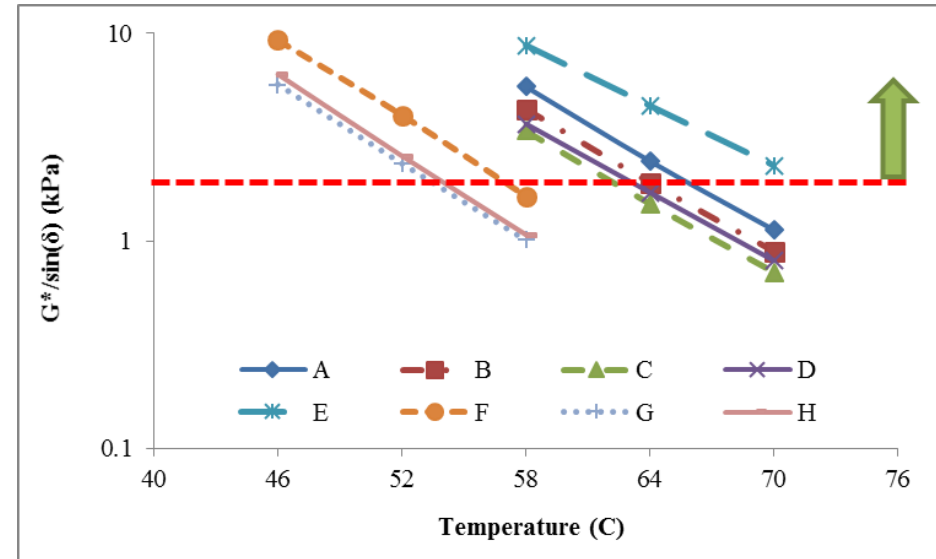 10
1
0.1
G*/sin(δ) (kPa)
A B C D
E F G H
40 46 52 58 64 70 76
Temperature (C)